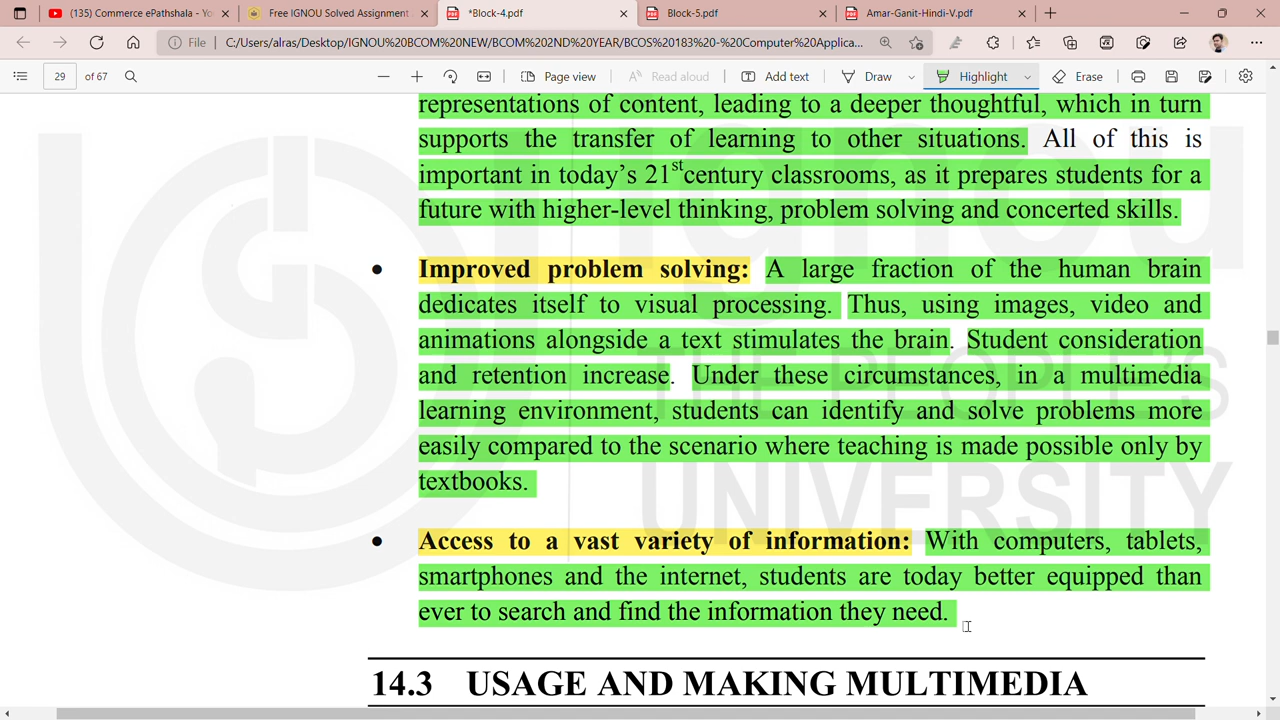 (135) Commerce ePathshala - Yo
Free IGNOU Solved Assignment
*Block-4.pdf
Block-5.pdf
Amar-Ganit-Hindi-V.pdf
File
C:/Users/alras/Desktop/IGNOU%20BCOM%20NEW/BCOM%202ND%20YEAR/BCOS%20183%20-%20Computer%20Applica...
29 of 67
Page view
Read aloud
Add text
Draw
Highlight
Erase
representations of content, leading to a deeper thoughtful, which in turn
supports the transfer of learning to other situations. All of this is
important in today's 21st century classrooms, as it prepares students for a
future with higher-level thinking, problem solving and concerted skills.
• Improved problem solving: A large fraction of the human brain
dedicates itself to visual processing. Thus, using images, video and
animations alongside a text stimulates the brain. Student consideration
and retention increase. Under these circumstances, in a multimedia
learning environment, students can identify and solve problems more
easily compared to the scenario where teaching is made possible only by
textbooks.
• Access to a vast variety of information: With computers, tablets,
smartphones and the internet, students are today better equipped than
ever to search and find the information they need.
14.3 USAGE AND MAKING MULTIMEDIA
ignou
THE PEOPLE'S
UNIVERSITY